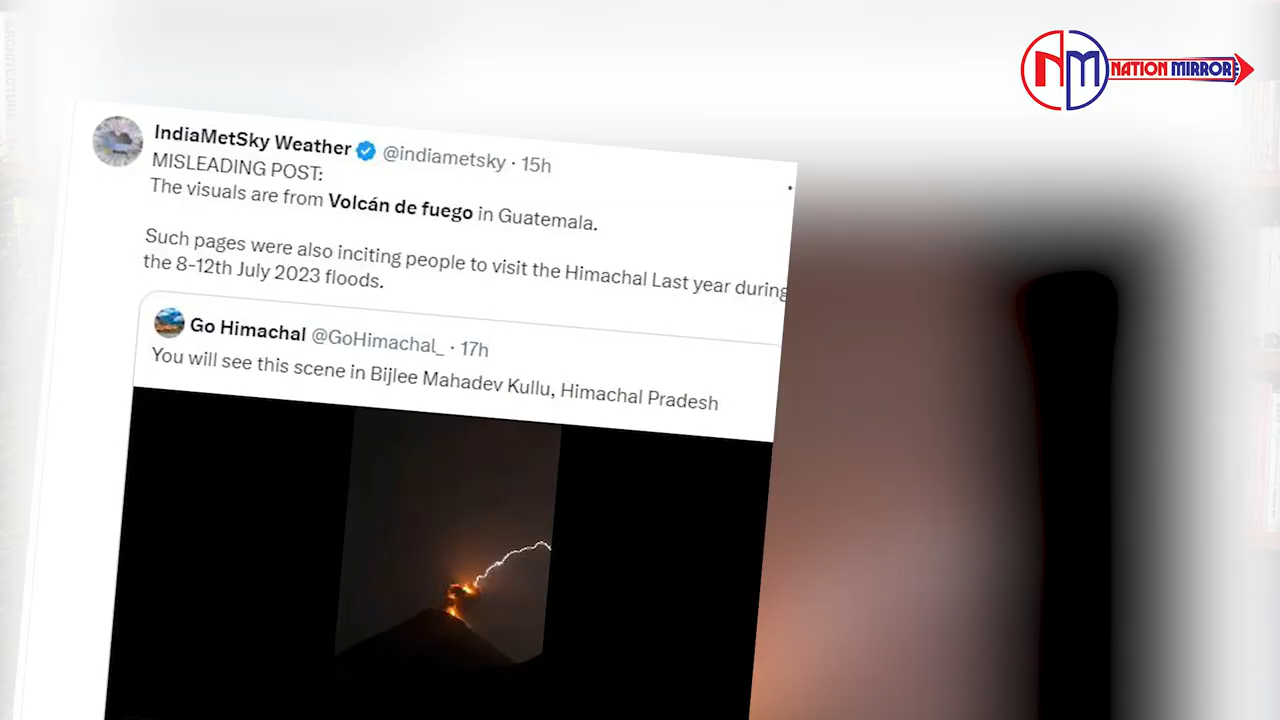 NM NATION MIRROR
IndiaMetSky Weather @indiametsky · 15h
MISLEADING POST:
The visuals are from Volcán de fuego in Guatemala.
Such pages were also inciting people to visit the Himachal Last year during
the 8-12th July 2023 floods.
Go Himachal @GoHimachal_ · 17h
You will see this scene in Bijlee Mahadev Kullu, Himachal Pradesh
ARCHITECTURE